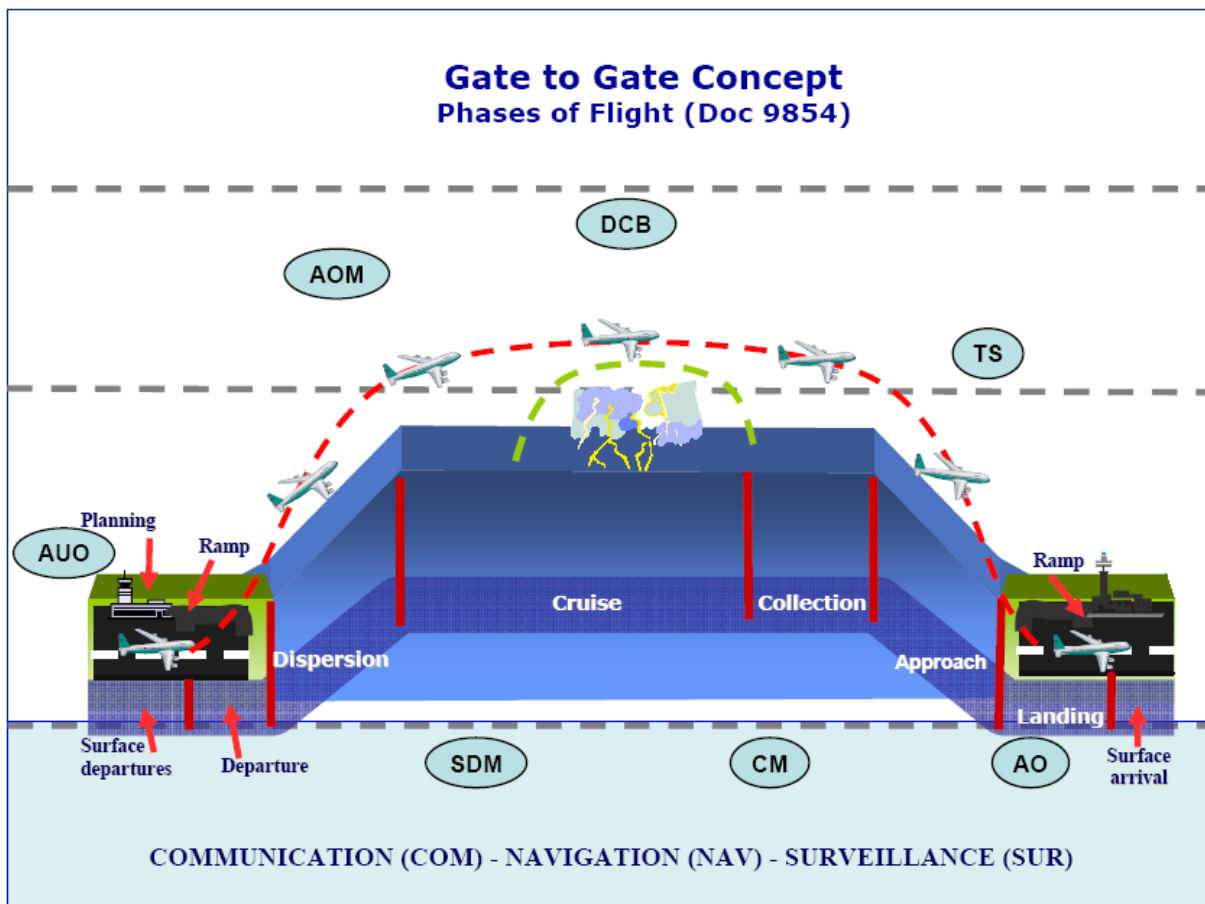 Gate to Gate Concept
Phases of Flight (Doc 9854)
DCB
AOM
TS
Planning
AUO
Ramp
Ramp
Cruise
Collection
Dispersion
Approach
Landing
Surface
departures
Departure
SDM
CM
AO
Surface
arrival
COMMUNICATION (COM) - NAVIGATION (NAV) - SURVEILLANCE (SUR)